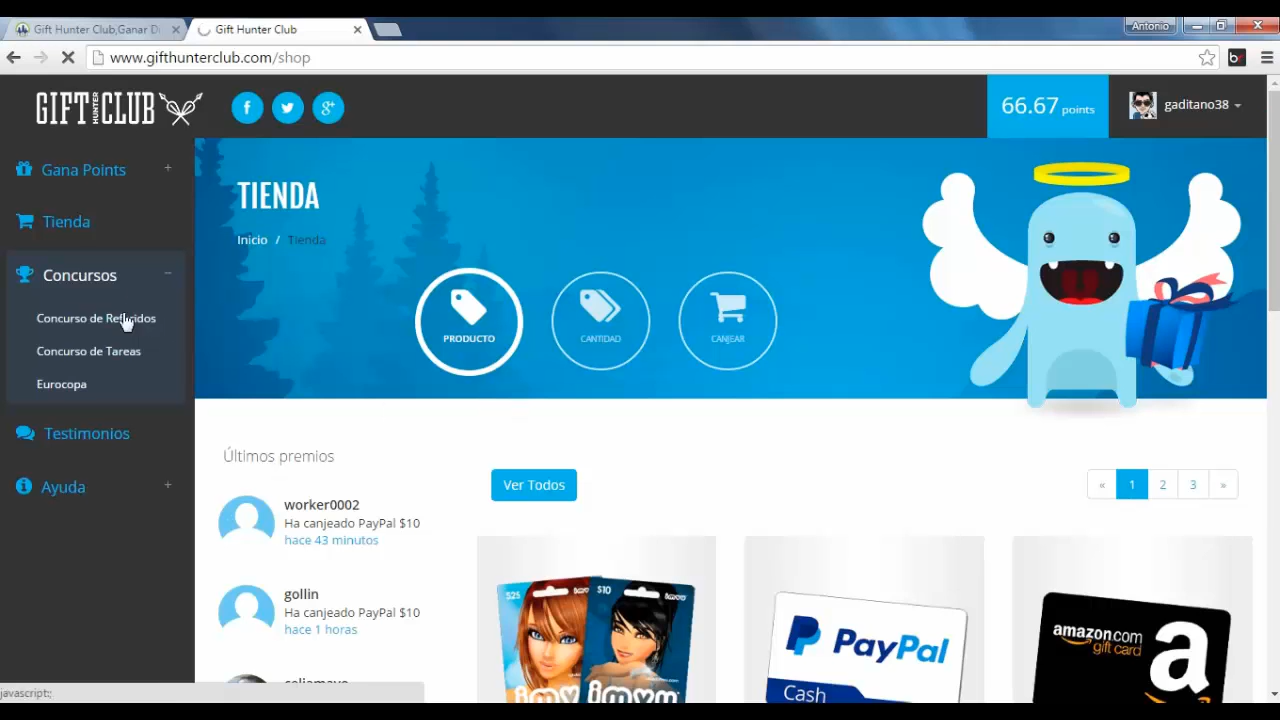 Gift Hunter Club,Ganar D
Gift Hunter Club
Antonio
www.gifthunterclub.com/shop
GIFT HUNTER CLUB
66.67 points
gaditano38
Gana Points
Tienda
Concursos
Concurso de Referidos
Concurso de Tareas
Eurocopa
Testimonios
Ayuda
TIENDA
Inicio / Tienda
PRODUCTO
CANTIDAD
CANJEAR
Últimos premios
worker0002
Ha canjeado PayPal $10
hace 43 minutos
gollin
Ha canjeado PayPal $10
hace 1 horas
Ver Todos
« 1 2 3 »
$25
$10
imvu
PayPal
Cash
amazon.com
gift card
javascript:;